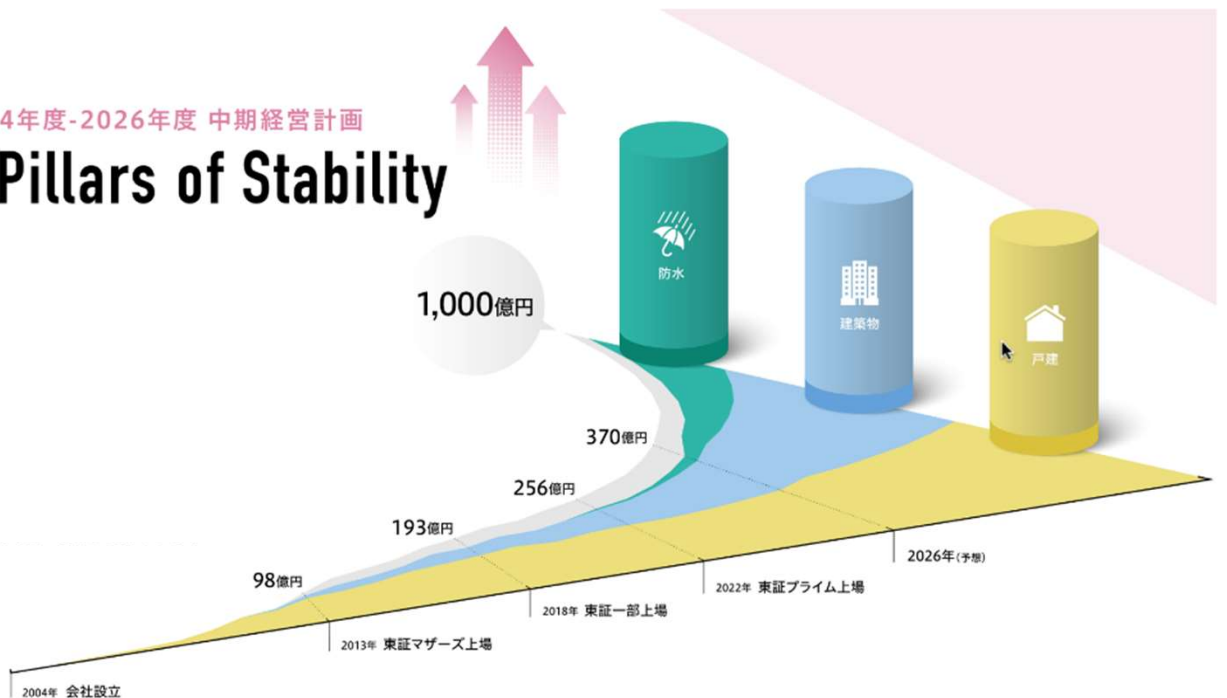 4年度-2026年度 中期経営計画
Pillars of Stability
防水
建築物
戸建
1,000億円
370億円
256億円
193億円
98億円
2026年(予想)
2022年 東証プライム上場
2018年 東証一部上場
2013年 東証マザーズ上場
2004年 会社設立